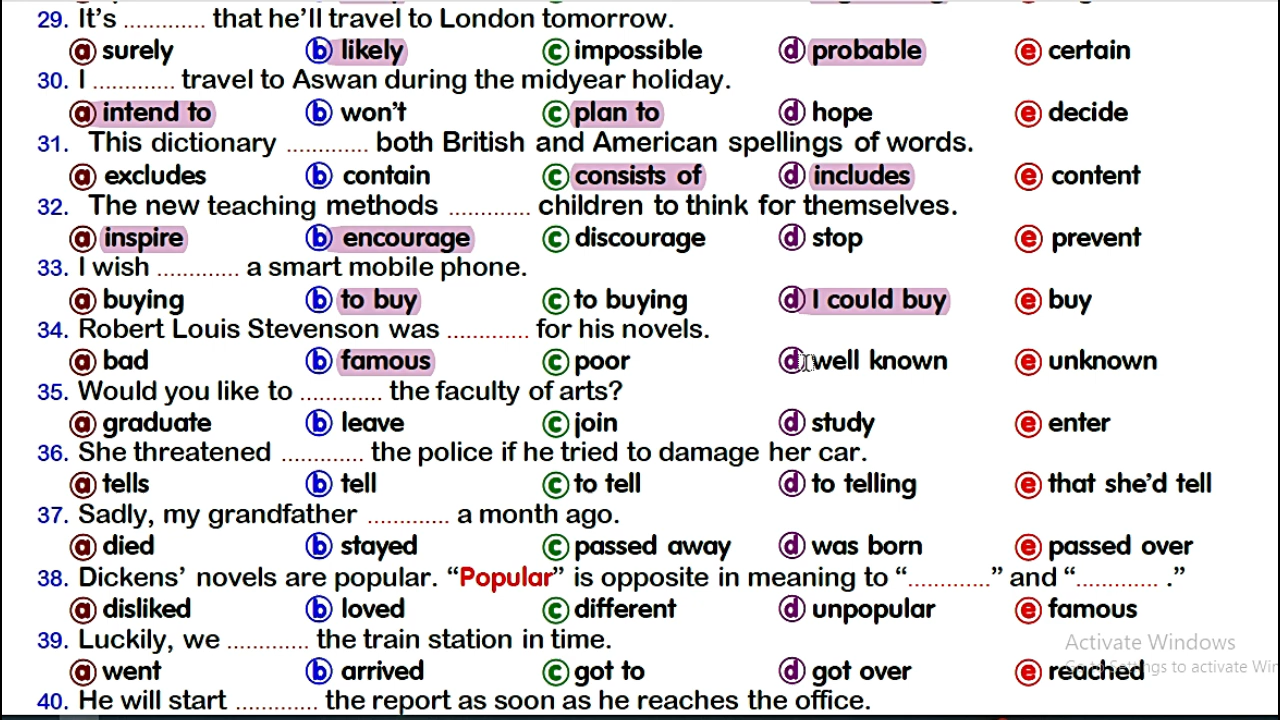 29. It's ............ that he'll travel to London tomorrow.
a surely b likely c impossible d probable e certain
30. I ............ travel to Aswan during the midyear holiday.
a intend to b won't c plan to d hope e decide
31. This dictionary ............ both British and American spellings of words.
a excludes b contain c consists of d includes e content
32. The new teaching methods ............ children to think for themselves.
a inspire b encourage c discourage d stop e prevent
33. I wish ............ a smart mobile phone.
a buying b to buy c to buying d I could buy e buy
34. Robert Louis Stevenson was ............ for his novels.
a bad b famous c poor d well known e unknown
35. Would you like to ............ the faculty of arts?
a graduate b leave c join d study e enter
36. She threatened ............ the police if he tried to damage her car.
a tells b tell c to tell d to telling e that she'd tell
37. Sadly, my grandfather ............ a month ago.
a died b stayed c passed away d was born e passed over
38. Dickens' novels are popular. "Popular" is opposite in meaning to "............" and "............ ."
a disliked b loved c different d unpopular e famous
39. Luckily, we ............ the train station in time.
Activate Windows
a went b arrived c got to d got over e reached
Go to Settings to activate Win
40. He will start ............ the report as soon as he reaches the office.